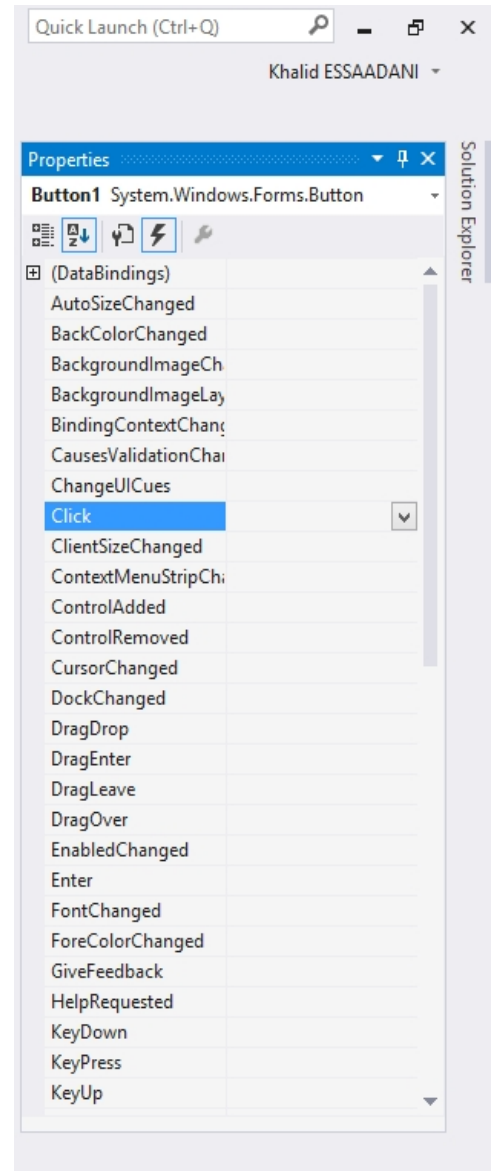 Quick Launch (Ctrl+Q)
Khalid ESSAADANI
Properties
Button1 System.Windows.Forms.Button
(DataBindings)
AutoSizeChanged
BackColorChanged
BackgroundImageCh
BackgroundImageLay
BindingContextChang
CausesValidationChan
ChangeUICues
Click
ClientSizeChanged
ContextMenuStripCha
ControlAdded
ControlRemoved
CursorChanged
DockChanged
DragDrop
DragEnter
DragLeave
DragOver
EnabledChanged
Enter
FontChanged
ForeColorChanged
GiveFeedback
HelpRequested
KeyDown
KeyPress
KeyUp
Solution Explorer